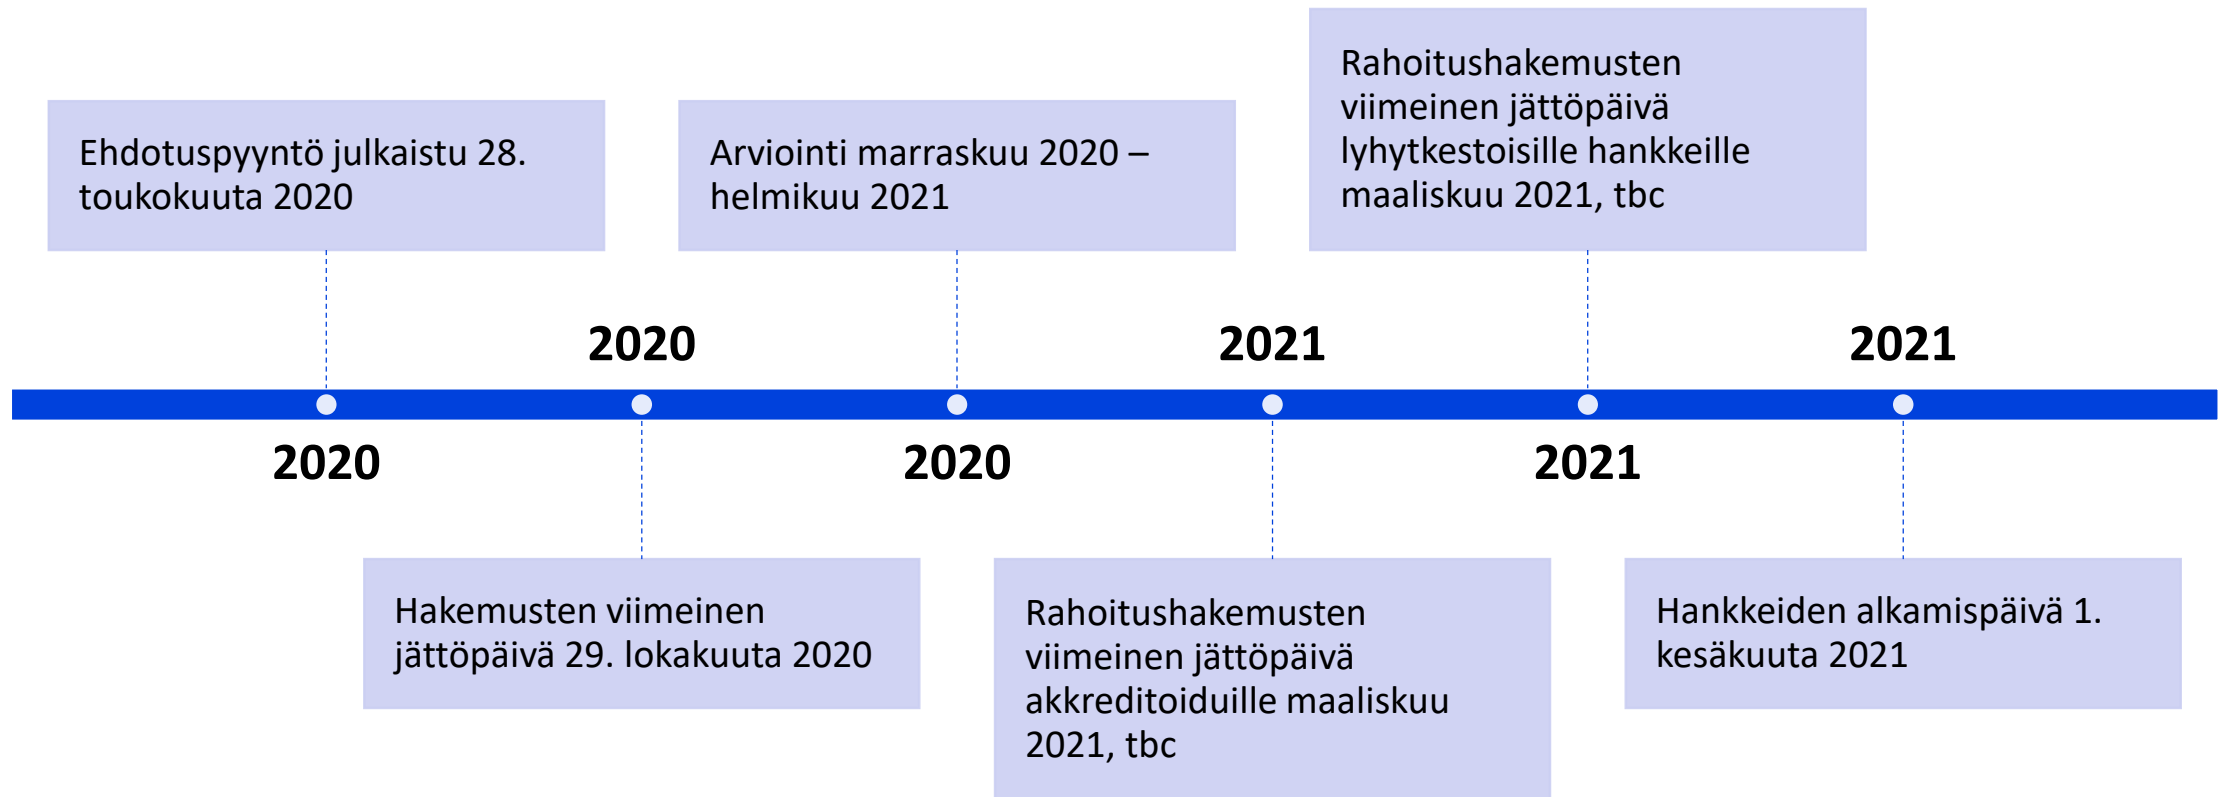 Ehdotuspyyntö julkaistu 28.
toukokuuta 2020
2020
2020
Hakemusten viimeinen
jättöpäivä 29. lokakuuta 2020
Arviointi marraskuu 2020 –
helmikuu 2021
2020
2021
Rahoitushakemusten
viimeinen jättöpäivä
akkreditoiduille maaliskuu
2021, tbc
Rahoitushakemusten
viimeinen jättöpäivä
lyhytkestoisille hankkeille
maaliskuu 2021, tbc
2021
2021
Hankkeiden alkamispäivä 1.
kesäkuuta 2021